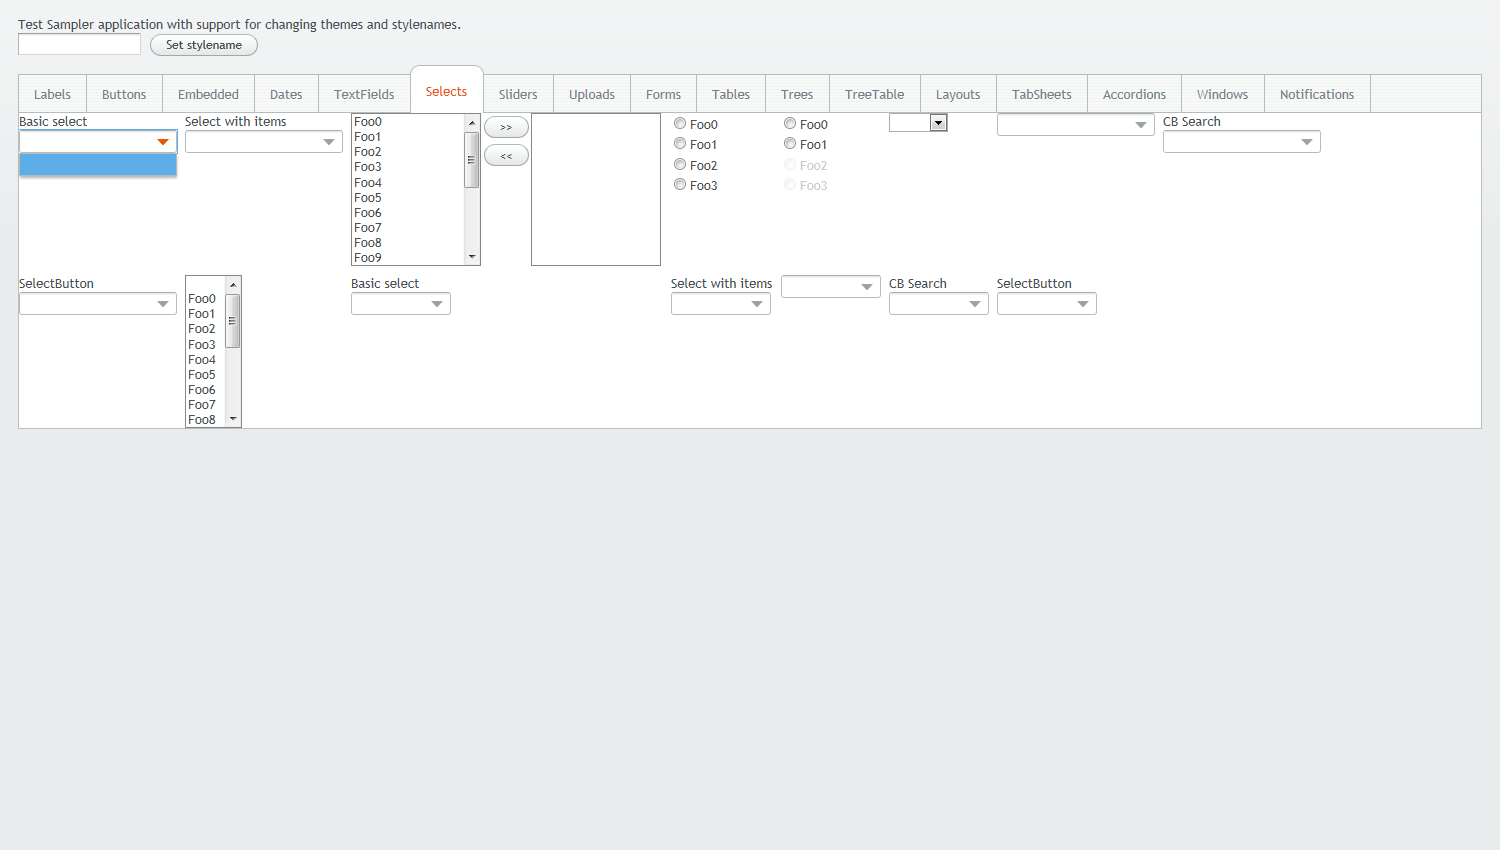 Test Sampler application with support for changing themes and stylenames.
Set stylename
Labels Buttons Embedded Dates TextFields Selects Sliders Uploads Forms Tables Trees TreeTable Layouts TabSheets Accordions Windows Notifications
Basic select
Select with items
Foo0
Foo1
Foo2
Foo3
Foo4
Foo5
Foo6
Foo7
Foo8
Foo9
>>
<<
Foo0
Foo1
Foo2
Foo3
Foo0
Foo1
Foo2
Foo3
CB Search
SelectButton
Foo0
Foo1
Foo2
Foo3
Foo4
Foo5
Foo6
Foo7
Foo8
Basic select
Select with items
CB Search
SelectButton